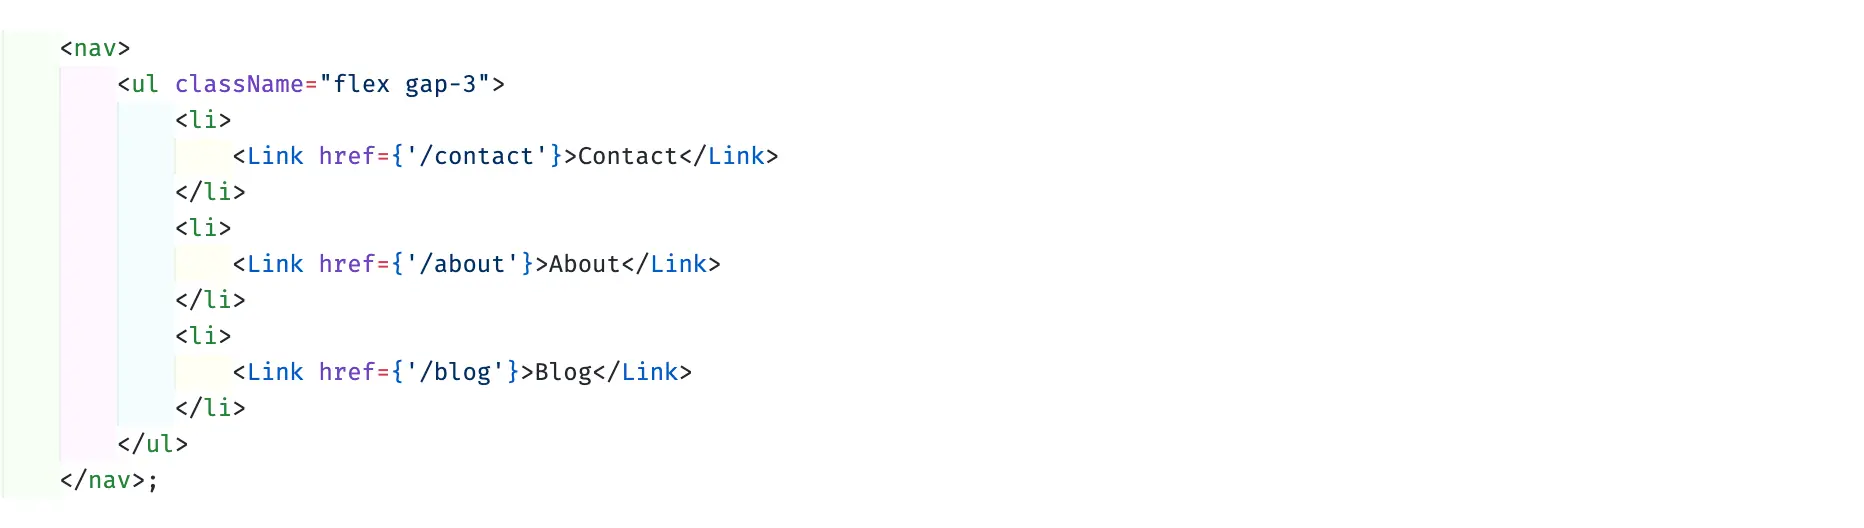 <nav>
    <ul className="flex gap-3">
        <li>
            <Link href={'/contact'}>Contact</Link>
        </li>
        <li>
            <Link href={'/about'}>About</Link>
        </li>
        <li>
            <Link href={'/blog'}>Blog</Link>
        </li>
    </ul>
</nav>;